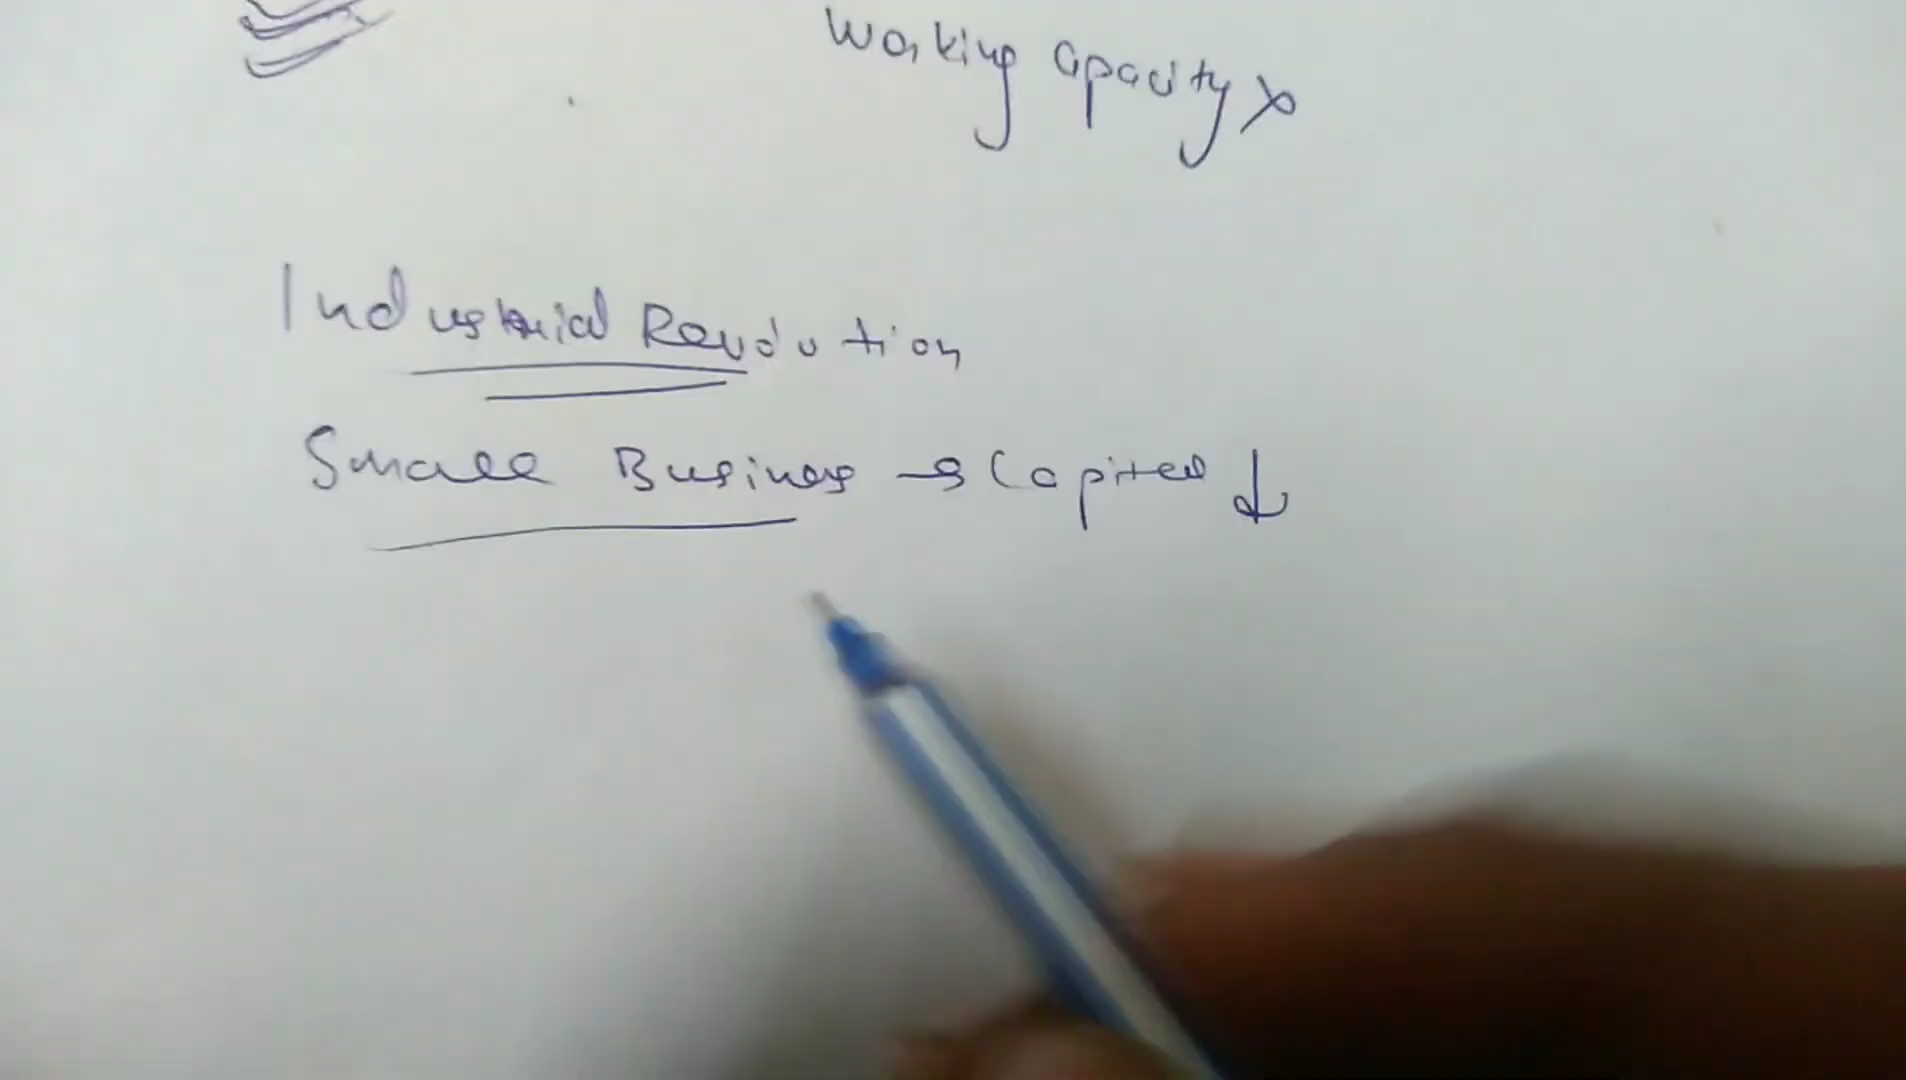 Working Capacity x
Industrial Revolution
Small Business → Capital ↓